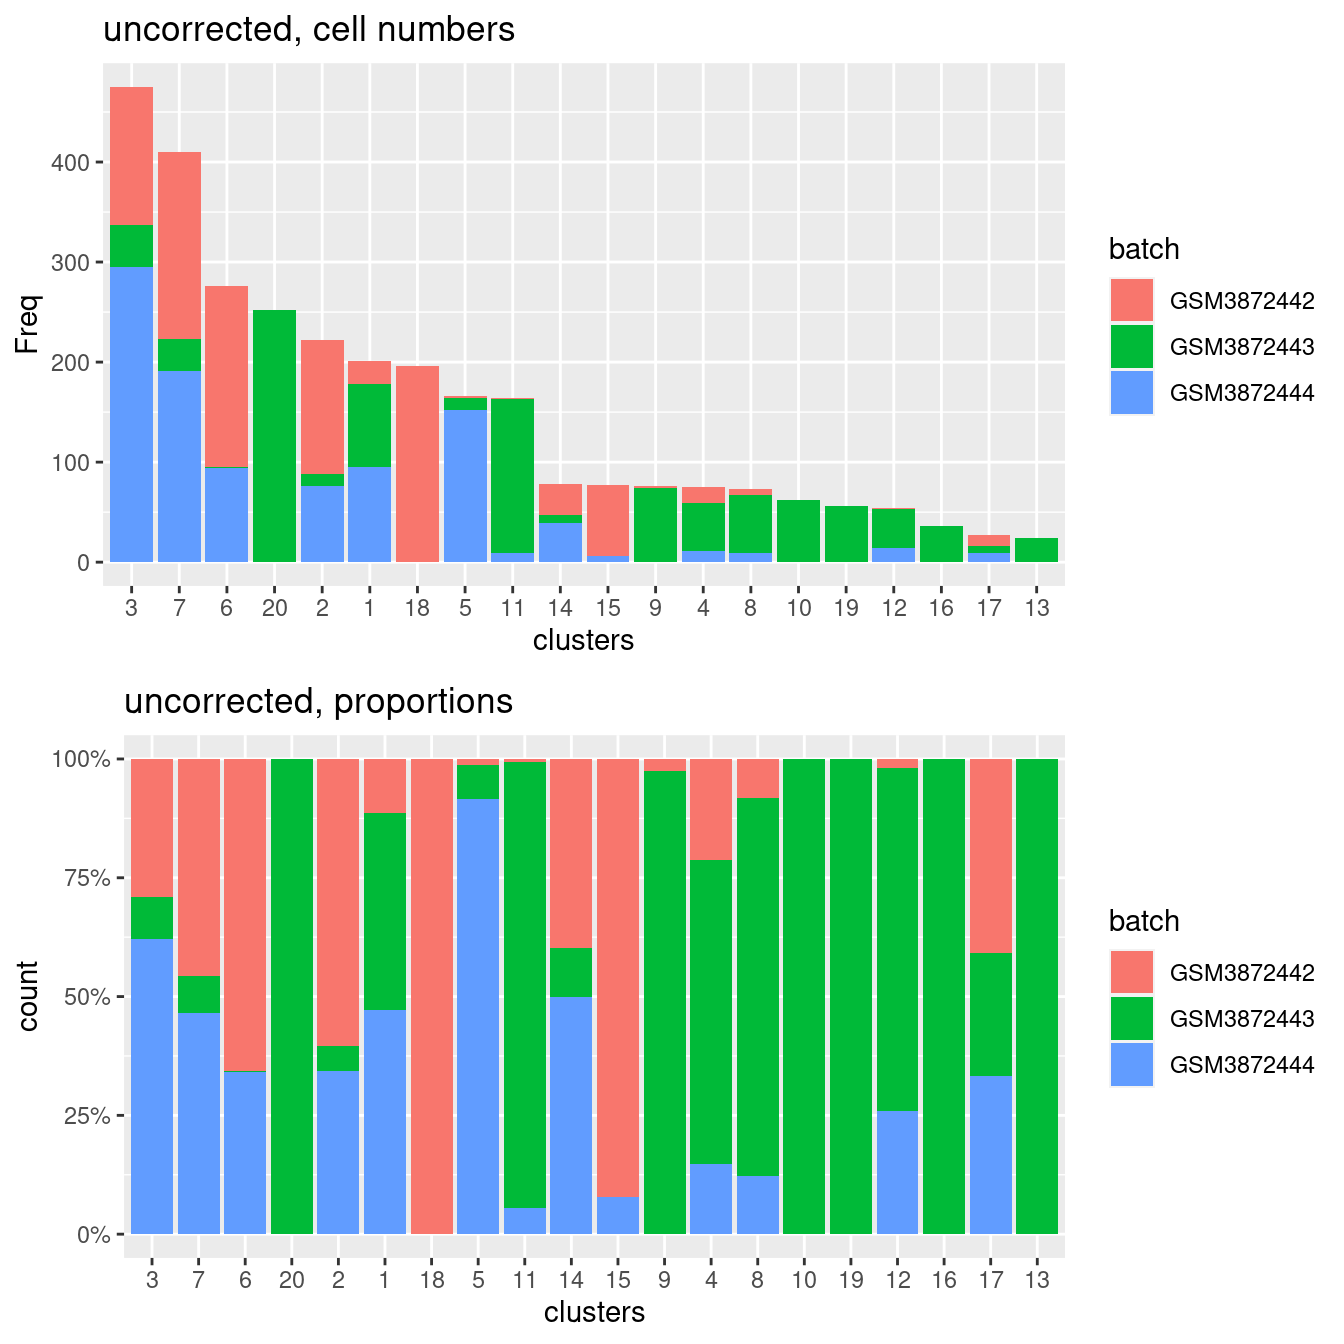 uncorrected, cell numbers
Freq
400
300
200
100
0
3 7 6 20 2 1 18 5 11 14 15 9 4 8 10 19 12 16 17 13
clusters
batch
GSM3872442
GSM3872443
GSM3872444
uncorrected, proportions
count
100%
75%
50%
25%
0%
3 7 6 20 2 1 18 5 11 14 15 9 4 8 10 19 12 16 17 13
clusters
batch
GSM3872442
GSM3872443
GSM3872444